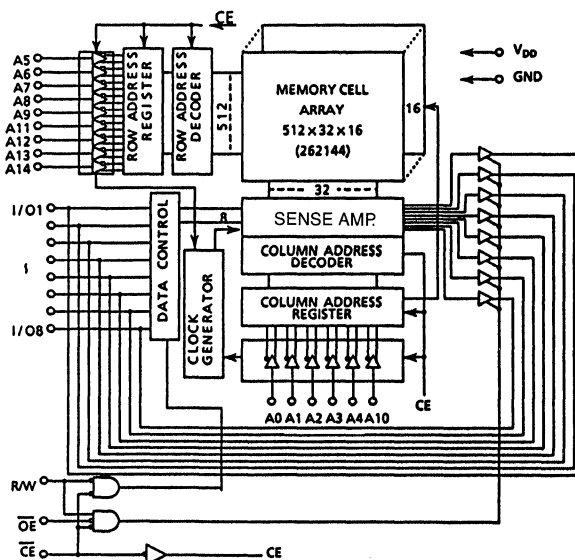 CE
A5
A6
A7
A8
A9
A11
A12
A13
A14
ROW ADDRESS
REGISTER
ROW ADDRESS
DECODER
512
MEMORY CELL
ARRAY
512 x 32 x 16
(262144)
16
VDD
GND
32
I/O1
I/O8
DATA CONTROL
8
CLOCK
GENERATOR
SENSE AMP.
COLUMN ADDRESS
DECODER
COLUMN ADDRESS
REGISTER
A0 A1 A2 A3 A4 A10
CE
R/W
OE
CE
CE